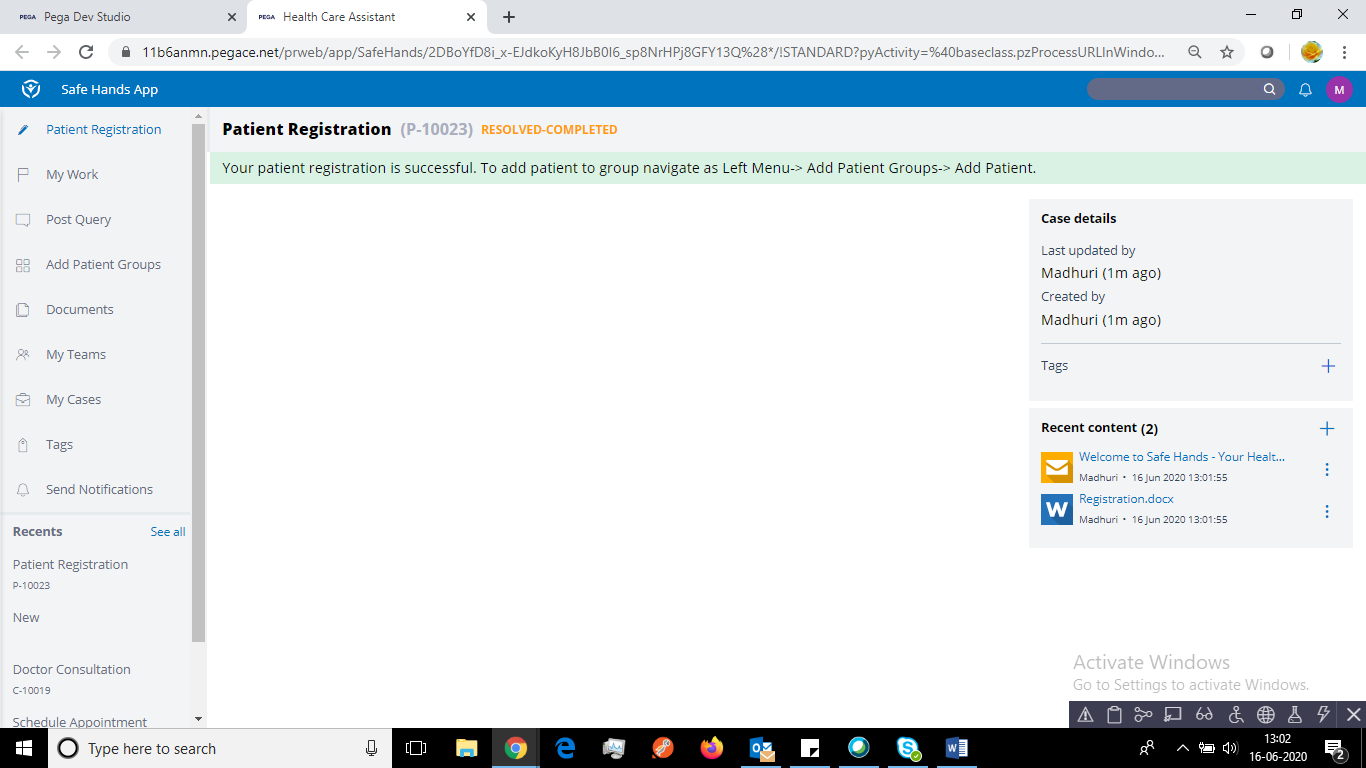 PEGA Pega Dev Studio
PEGA Health Care Assistant
11b6anmn.pegace.net/prweb/app/SafeHands/2DBoYfD8i_x-EJdkoKyH8JbB0I6_sp8NrHPj8GFY13Q%28*/!STANDARD?pyActivity=%40baseclass.pzProcessURLInWindo...
Safe Hands App
M
Patient Registration
My Work
Post Query
Add Patient Groups
Documents
My Teams
My Cases
Tags
Send Notifications
Recents See all
Patient Registration
P-10023
New
Doctor Consultation
C-10019
Schedule Appointment
Patient Registration (P-10023) RESOLVED-COMPLETED
Your patient registration is successful. To add patient to group navigate as Left Menu-> Add Patient Groups-> Add Patient.
Case details
Last updated by
Madhuri (1m ago)
Created by
Madhuri (1m ago)
Tags
Recent content (2)
Welcome to Safe Hands - Your Healt...
Madhuri • 16 Jun 2020 13:01:55
W
Registration.docx
Madhuri • 16 Jun 2020 13:01:55
Activate Windows
Go to Settings to activate Windows.
Type here to search
13:02
16-06-2020
2